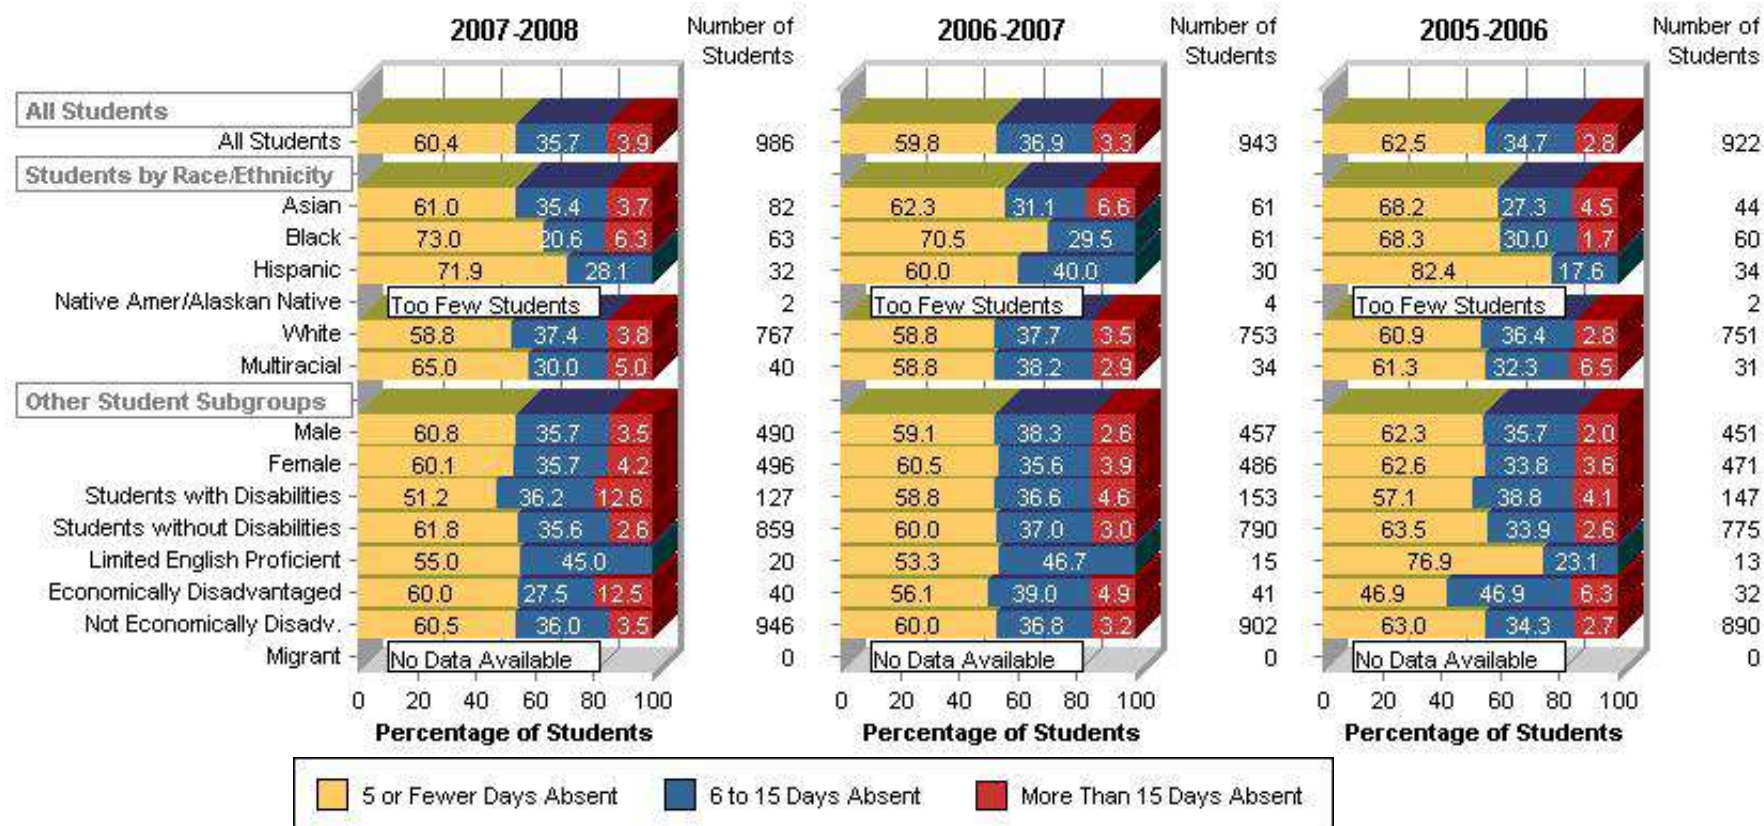 2007-2008 Number of Students 2006-2007 Number of Students 2005-2006 Number of Students
All Students
All Students 60.4 35.7 3.9 986 59.8 36.9 3.3 943 62.5 34.7 2.8 922
Students by Race/Ethnicity
Asian 61.0 35.4 3.7 82 62.3 31.1 6.6 61 68.2 27.3 4.5 44
Black 73.0 20.6 6.3 63 70.5 29.5 61 68.3 30.0 1.7 60
Hispanic 71.9 28.1 32 60.0 40.0 30 82.4 17.6 34
Native Amer/Alaskan Native Too Few Students 2 Too Few Students 4 Too Few Students 2
White 58.8 37.4 3.8 767 58.8 37.7 3.5 753 60.9 36.4 2.8 751
Multiracial 65.0 30.0 5.0 40 58.8 38.2 2.9 34 61.3 32.3 6.5 31
Other Student Subgroups
Male 60.8 35.7 3.5 490 59.1 38.3 2.6 457 62.3 35.7 2.0 451
Female 60.1 35.7 4.2 496 60.5 35.6 3.9 486 62.6 33.8 3.6 471
Students with Disabilities 51.2 36.2 12.6 127 58.8 36.6 4.6 153 57.1 38.8 4.1 147
Students without Disabilities 61.8 35.6 2.6 859 60.0 37.0 3.0 790 63.5 33.9 2.6 775
Limited English Proficient 55.0 45.0 20 53.3 46.7 15 76.9 23.1 13
Economically Disadvantaged 60.0 27.5 12.5 40 56.1 39.0 4.9 41 46.9 46.9 6.3 32
Not Economically Disadv. 60.5 36.0 3.5 946 60.0 36.8 3.2 902 63.0 34.3 2.7 890
Migrant No Data Available 0 No Data Available 0 No Data Available 0
0 20 40 60 80 100 0 20 40 60 80 100 0 20 40 60 80 100
Percentage of Students Percentage of Students Percentage of Students
5 or Fewer Days Absent 6 to 15 Days Absent More Than 15 Days Absent